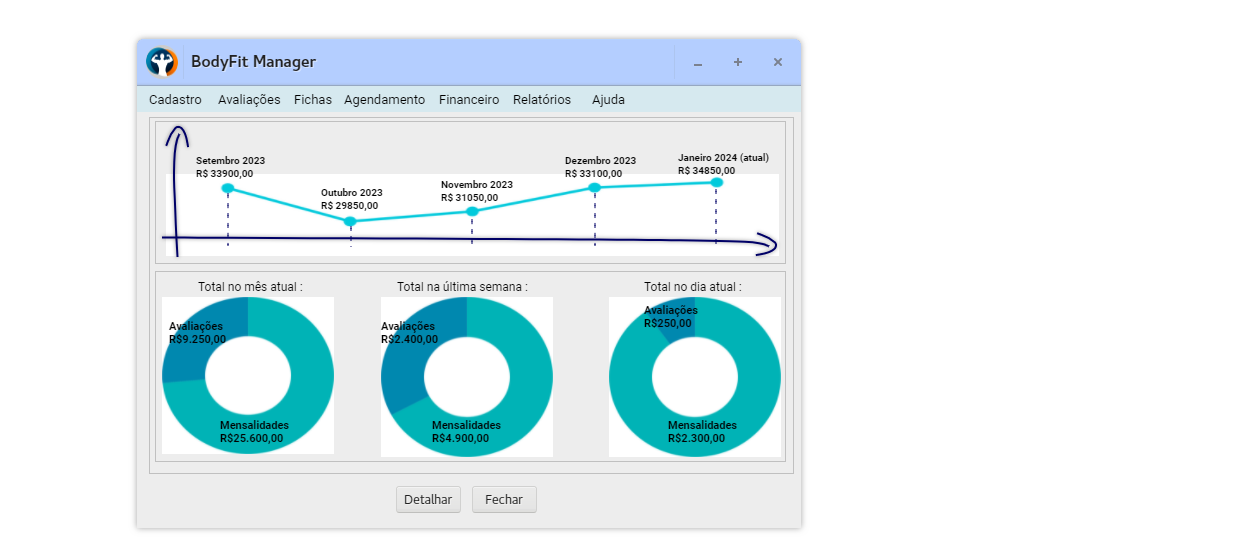 BodyFit Manager
Cadastro Avaliações Fichas Agendamento Financeiro Relatórios Ajuda
Setembro 2023
R$ 33900,00
Outubro 2023
R$ 29850,00
Novembro 2023
R$ 31050,00
Dezembro 2023
R$ 33100,00
Janeiro 2024 (atual)
R$ 34850,00
Total no mês atual :
Avaliações
R$9.250,00
Mensalidades
R$25.600,00
Total na última semana :
Avaliações
R$2.400,00
Mensalidades
R$4.900,00
Total no dia atual :
Avaliações
R$250,00
Mensalidades
R$2.300,00
Detalhar Fechar